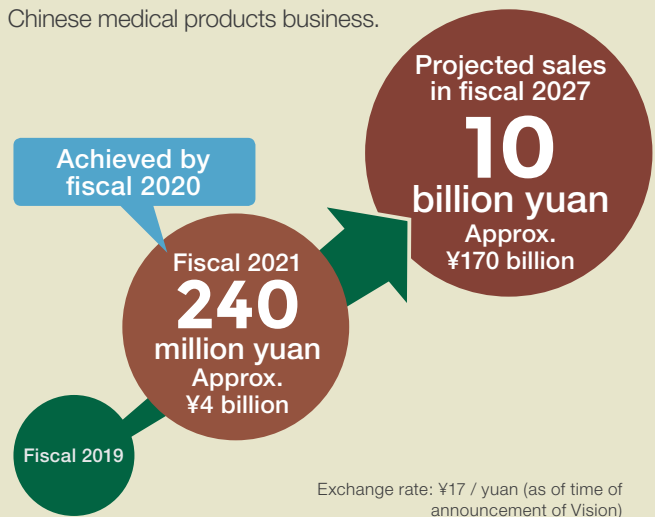 Chinese medical products business.
Projected sales
in fiscal 2027
10
billion yuan
Approx.
¥170 billion
Achieved by
fiscal 2020
Fiscal 2021
240
million yuan
Approx.
¥4 billion
Fiscal 2019
Exchange rate: ¥17 / yuan (as of time of
announcement of Vision)